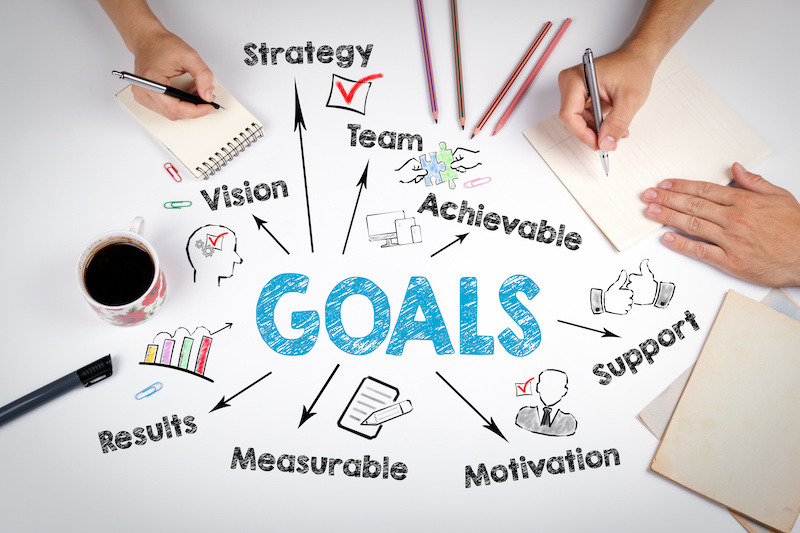 Strategy
Team
Vision
Achievable
GOALS
Support
Results
Measurable
Motivation